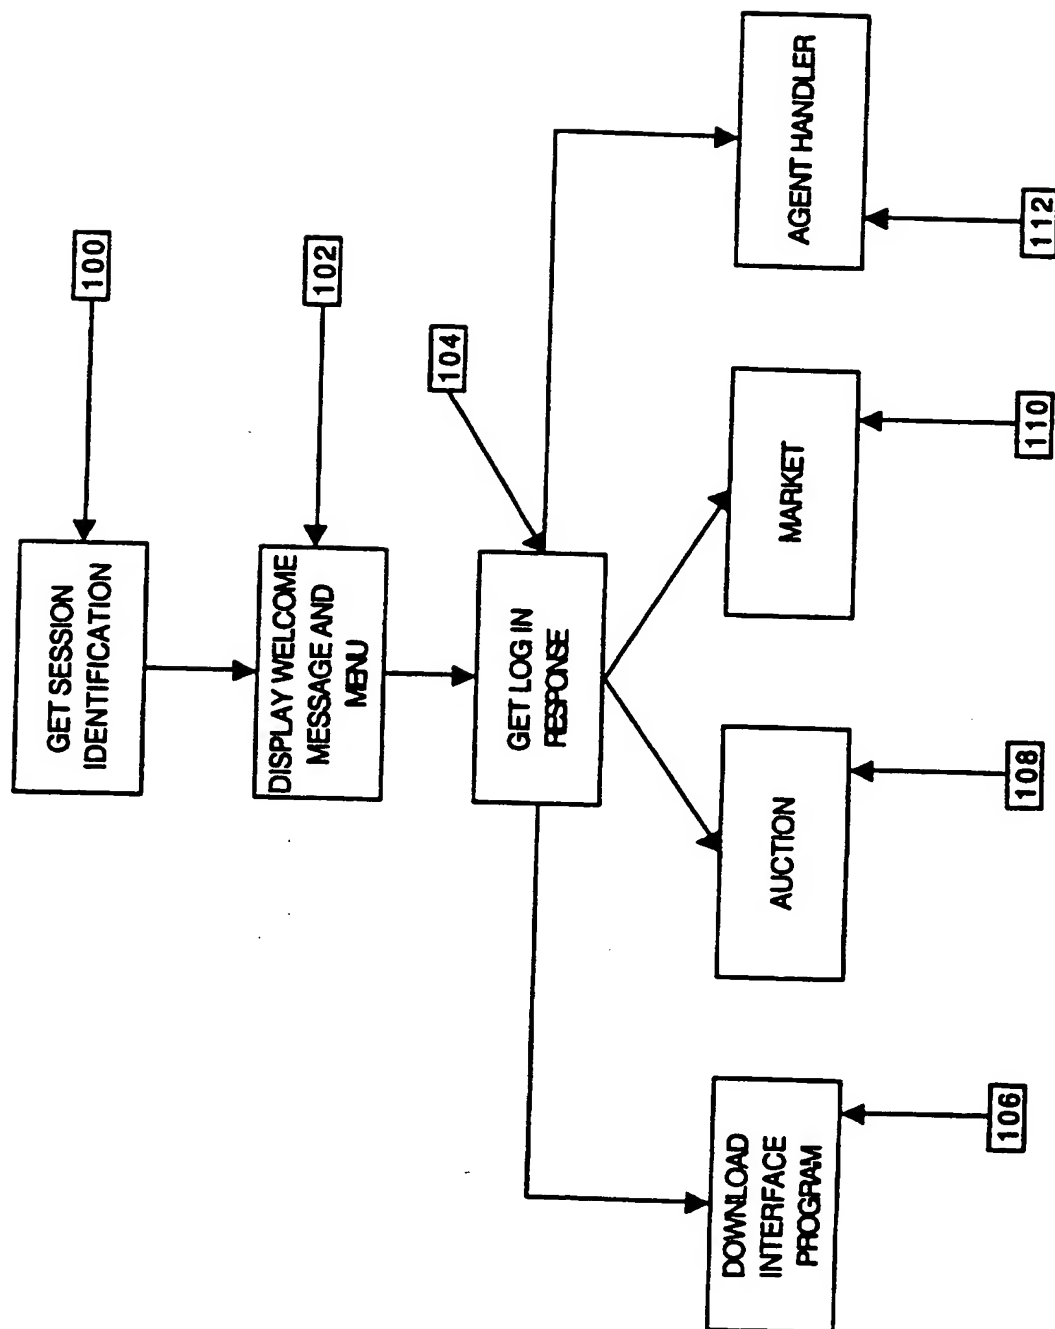 100
GET SESSION
IDENTIFICATION
102
DISPLAY WELCOME
MESSAGE AND
MENU
104
GET LOG IN
RESPONSE
DOWNLOAD
INTERFACE
PROGRAM
106
AUCTION
108
MARKET
110
AGENT HANDLER
112